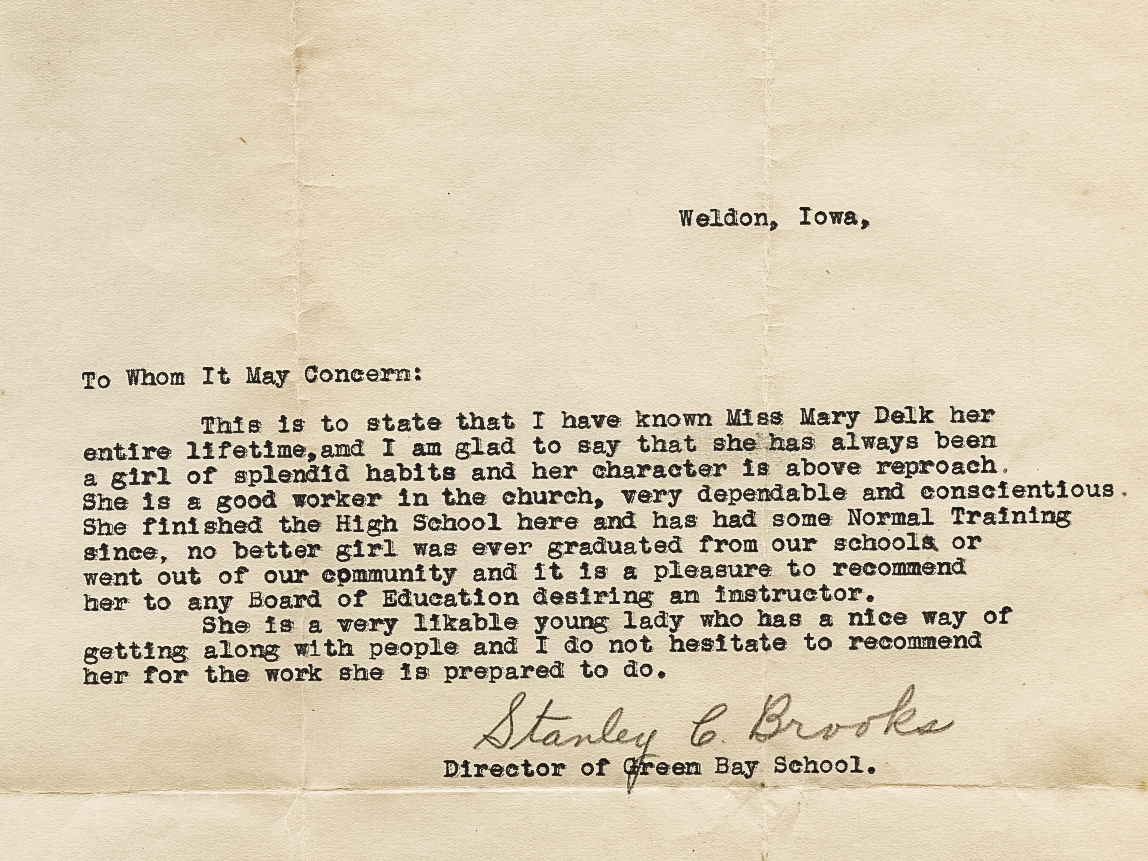 Weldon, Iowa,
To Whom It May Concern:
This is to state that I have known Miss Mary Delk her
entire lifetime,and I am glad to say that she has always been
a girl of splendid habits and her character is above reproach.
She is a good worker in the church, very dependable and conscientious.
She finished the High School here and has had some Normal Training
since, no better girl was ever graduated from our schools or
went out of our community and it is a pleasure to recommend
her to any Board of Education desiring an instructor.
She is a very likable young lady who has a nice way of
getting along with people and I do not hesitate to recommend
her for the work she is prepared to do.
Stanley C. Brooks
Director of Green Bay School.